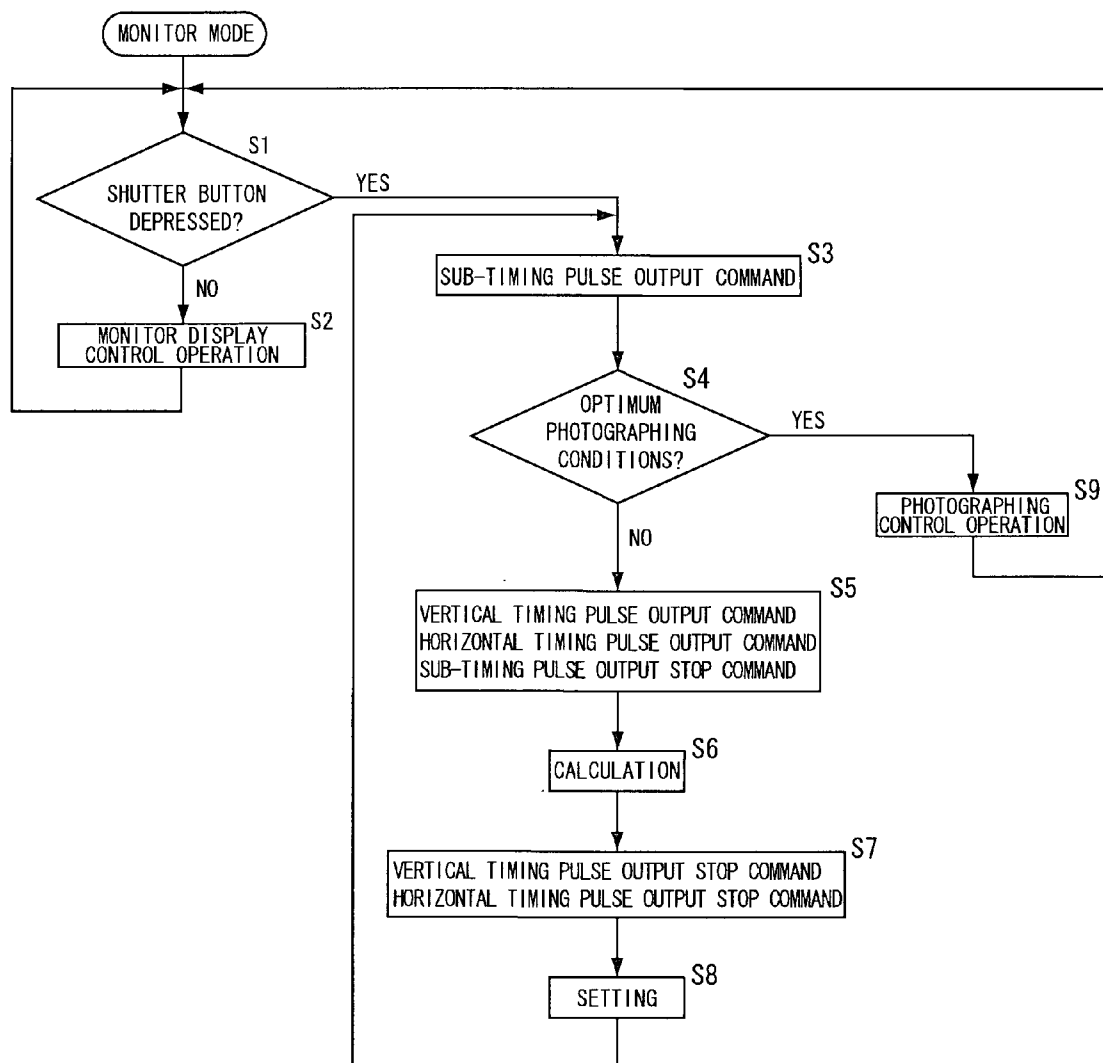 MONITOR MODE
S1
SHUTTER BUTTON
DEPRESSED?
YES
NO
S2
MONITOR DISPLAY
CONTROL OPERATION
S3
SUB-TIMING PULSE OUTPUT COMMAND
S4
OPTIMUM
PHOTOGRAPHING
CONDITIONS?
YES
NO
S9
PHOTOGRAPHING
CONTROL OPERATION
S5
VERTICAL TIMING PULSE OUTPUT COMMAND
HORIZONTAL TIMING PULSE OUTPUT COMMAND
SUB-TIMING PULSE OUTPUT STOP COMMAND
S6
CALCULATION
S7
VERTICAL TIMING PULSE OUTPUT STOP COMMAND
HORIZONTAL TIMING PULSE OUTPUT STOP COMMAND
S8
SETTING